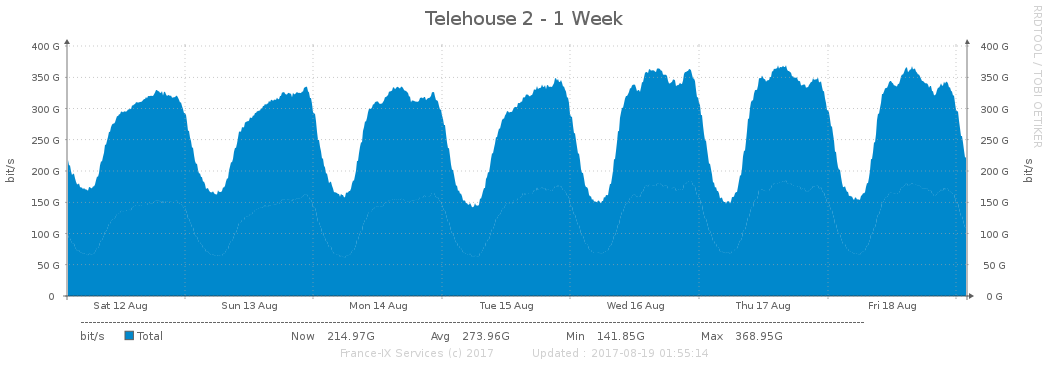 Telehouse 2 - 1 Week
RRDTOOL / TOBI OETIKER
400 G 400 G
350 G 350 G
300 G 300 G
250 G 250 G
200 G 200 G
150 G 150 G
100 G 100 G
50 G 50 G
0 0 G
bit/s bit/s
Sat 12 Aug Sun 13 Aug Mon 14 Aug Tue 15 Aug Wed 16 Aug Thu 17 Aug Fri 18 Aug
bit/s Total Now 214.97G Avg 273.96G Min 141.85G Max 368.95G
France-IX Services (c) 2017 Updated : 2017-08-19 01:55:14